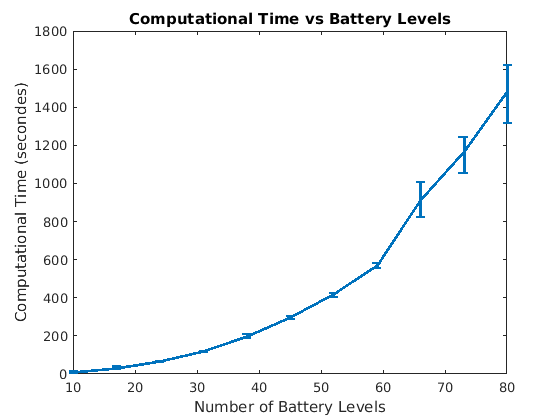 Computational Time vs Battery Levels
1800
1600
1400
1200
1000
800
600
400
200
0
Computational Time (secondes)
10 20 30 40 50 60 70 80
Number of Battery Levels